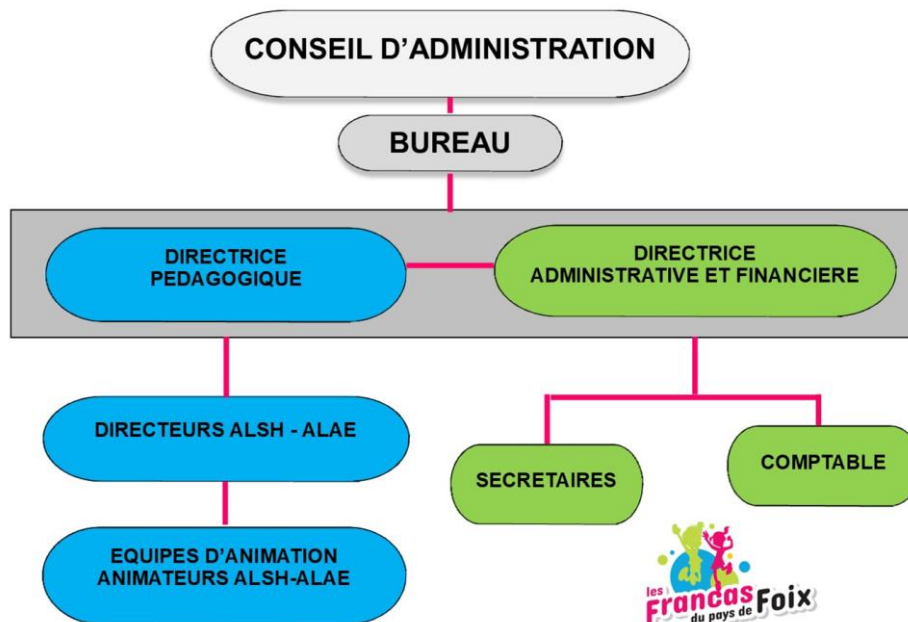 CONSEIL D'ADMINISTRATION
BUREAU
DIRECTRICE
PEDAGOGIQUE
DIRECTRICE
ADMINISTRATIVE ET FINANCIERE
DIRECTEURS ALSH - ALAE
SECRETAIRES
COMPTABLE
EQUIPES D'ANIMATION
ANIMATEURS ALSH-ALAE
les
Francas
du pays de Foix